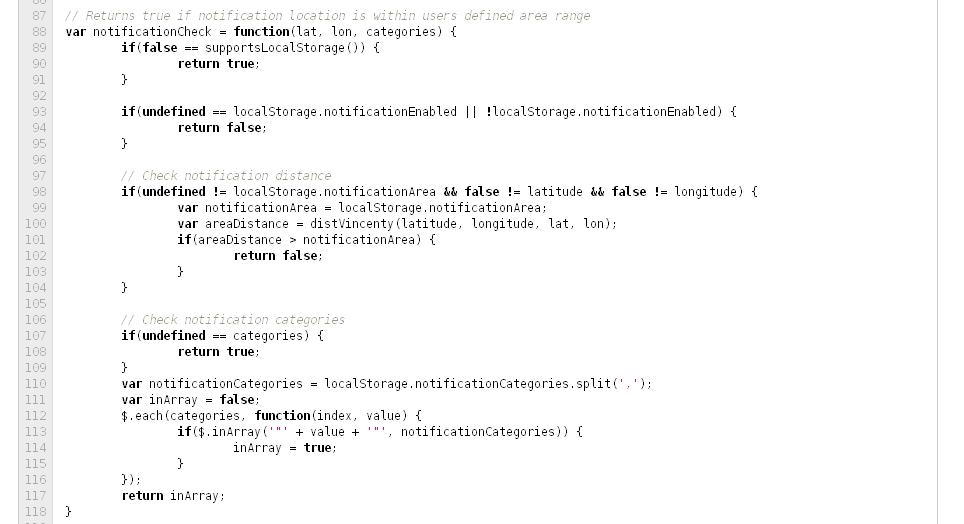 87 // Returns true if notification location is within users defined area range
88 var notificationCheck = function(lat, lon, categories) {
89         if(false == supportsLocalStorage()) {
90                 return true;
91         }
92
93         if(undefined == localStorage.notificationEnabled || !localStorage.notificationEnabled) {
94                 return false;
95         }
96
97         // Check notification distance
98         if(undefined != localStorage.notificationArea && false != latitude && false != longitude) {
99                 var notificationArea = localStorage.notificationArea;
100                 var areaDistance = distVincenty(latitude, longitude, lat, lon);
101                 if(areaDistance > notificationArea) {
102                         return false;
103                 }
104         }
105
106         // Check notification categories
107         if(undefined == categories) {
108                 return true;
109         }
110         var notificationCategories = localStorage.notificationCategories.split(',');
111         var inArray = false;
112         $.each(categories, function(index, value) {
113                 if($.inArray('"' + value + '"', notificationCategories)) {
114                         inArray = true;
115                 }
116         });
117         return inArray;
118 }